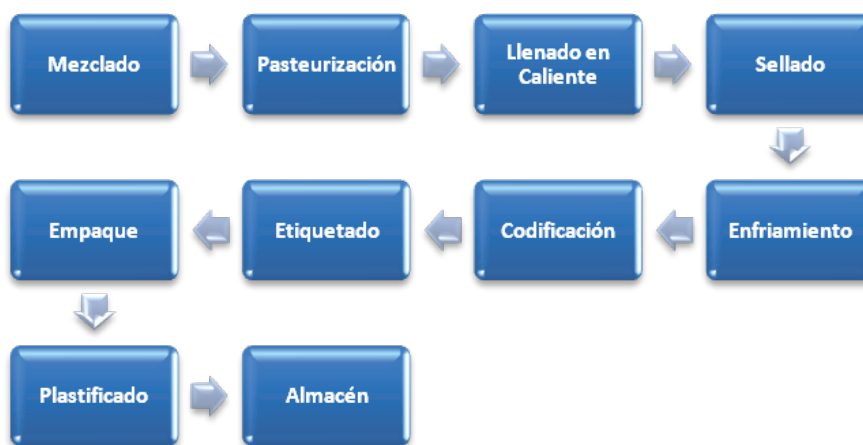 Mezclado
Pasteurización
Llenado en
Caliente
Sellado
Enfriamiento
Codificación
Etiquetado
Empaque
Plastificado
Almacén